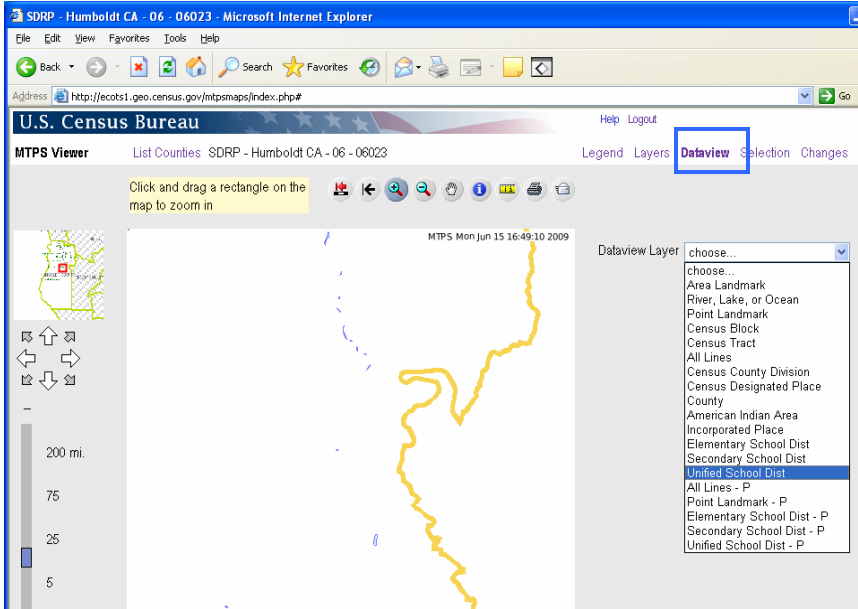 SDRP - Humboldt CA - 06 - 06023 - Microsoft Internet Explorer
File Edit View Favorites Tools Help
Back Search Favorites
Address http://ecots1.geo.census.gov/mtpsmaps/index.php# Go
U.S. Census Bureau Help Logout
MTPS Viewer List Counties SDRP - Humboldt CA - 06 - 06023 Legend Layers Dataview Selection Changes
Click and drag a rectangle on the
map to zoom in
MTPS Mon Jun 15 16:49:10 2009
Dataview Layer choose...
choose...
Area Landmark
River, Lake, or Ocean
Point Landmark
Census Block
Census Tract
All Lines
Census County Division
Census Designated Place
County
American Indian Area
Incorporated Place
Elementary School Dist
Secondary School Dist
Unified School Dist
All Lines - P
Point Landmark - P
Elementary School Dist - P
Secondary School Dist - P
Unified School Dist - P
200 mi.
75
25
5